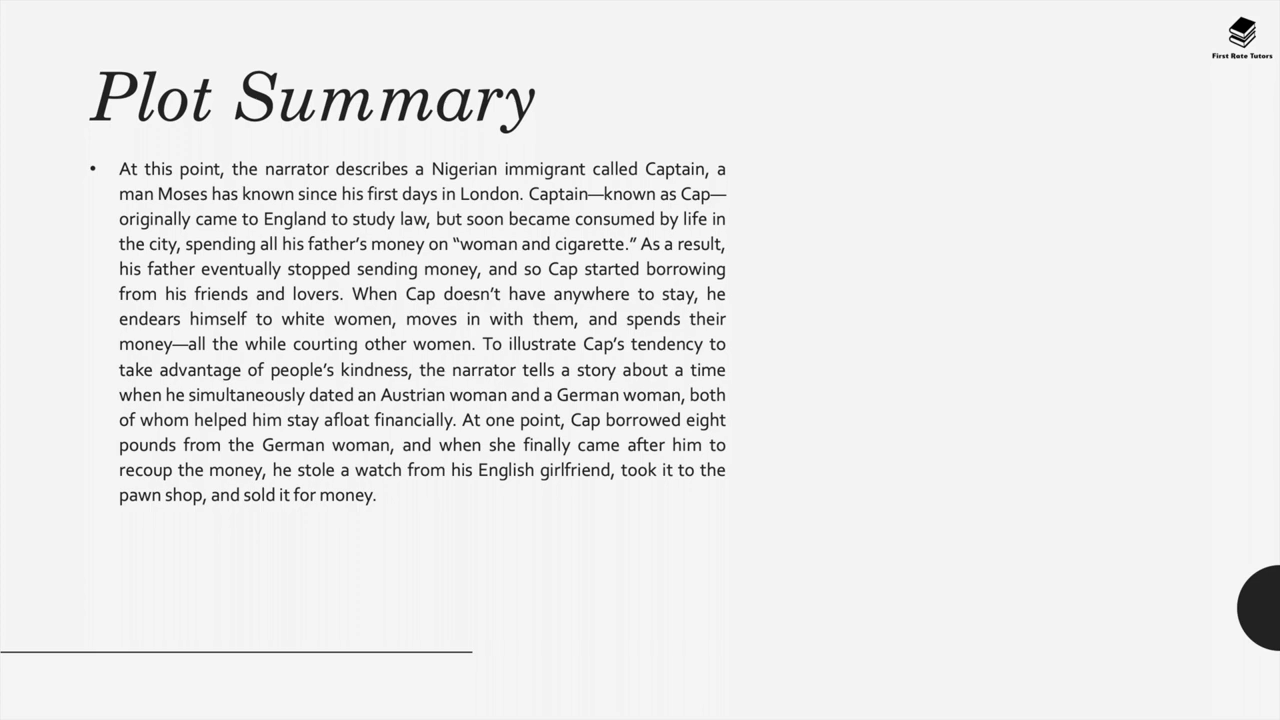 First Rate Tutors
Plot Summary
• At this point, the narrator describes a Nigerian immigrant called Captain, a
man Moses has known since his first days in London. Captain—known as Cap—
originally came to England to study law, but soon became consumed by life in
the city, spending all his father’s money on “woman and cigarette.” As a result,
his father eventually stopped sending money, and so Cap started borrowing
from his friends and lovers. When Cap doesn’t have anywhere to stay, he
endears himself to white women, moves in with them, and spends their
money—all the while courting other women. To illustrate Cap’s tendency to
take advantage of people’s kindness, the narrator tells a story about a time
when he simultaneously dated an Austrian woman and a German woman, both
of whom helped him stay afloat financially. At one point, Cap borrowed eight
pounds from the German woman, and when she finally came after him to
recoup the money, he stole a watch from his English girlfriend, took it to the
pawn shop, and sold it for money.